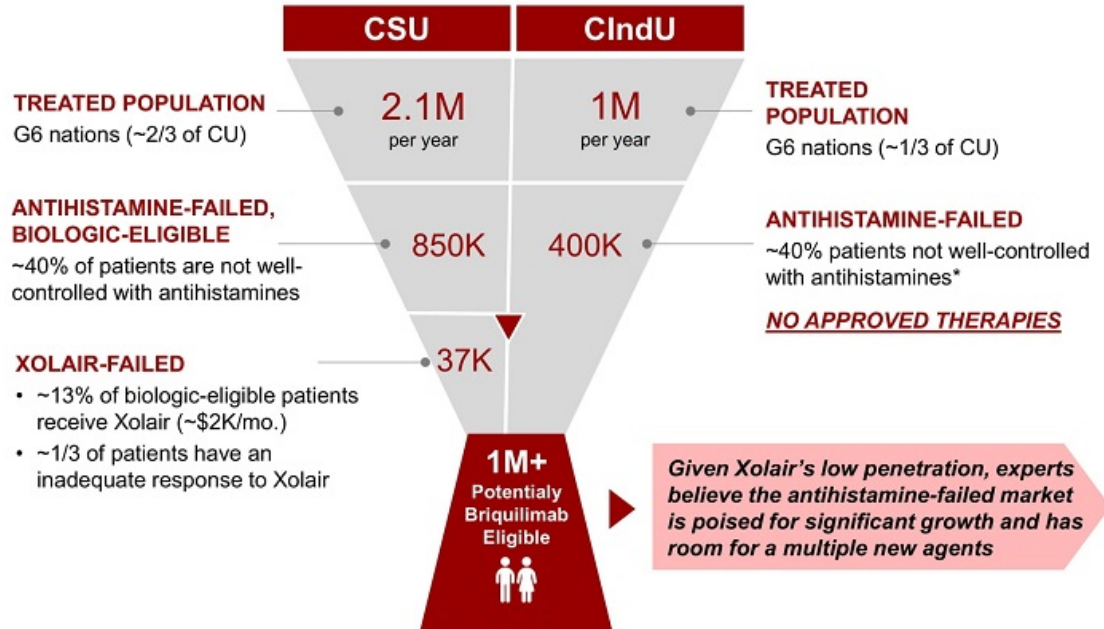 CSU
CIndU
TREATED POPULATION
G6 nations (~2/3 of CU)
2.1M
per year
1M
per year
TREATED
POPULATION
G6 nations (~1/3 of CU)
ANTIHISTAMINE-FAILED,
BIOLOGIC-ELIGIBLE
~40% of patients are not well-
controlled with antihistamines
850K
400K
ANTIHISTAMINE-FAILED
~40% patients not well-controlled
with antihistamines*
NO APPROVED THERAPIES
XOLAIR-FAILED
• ~13% of biologic-eligible patients
receive Xolair (~$2K/mo.)
• ~1/3 of patients have an
inadequate response to Xolair
37K
1M+
Potentialy
Briquilimab
Eligible
Given Xolair's low penetration, experts
believe the antihistamine-failed market
is poised for significant growth and has
room for a multiple new agents